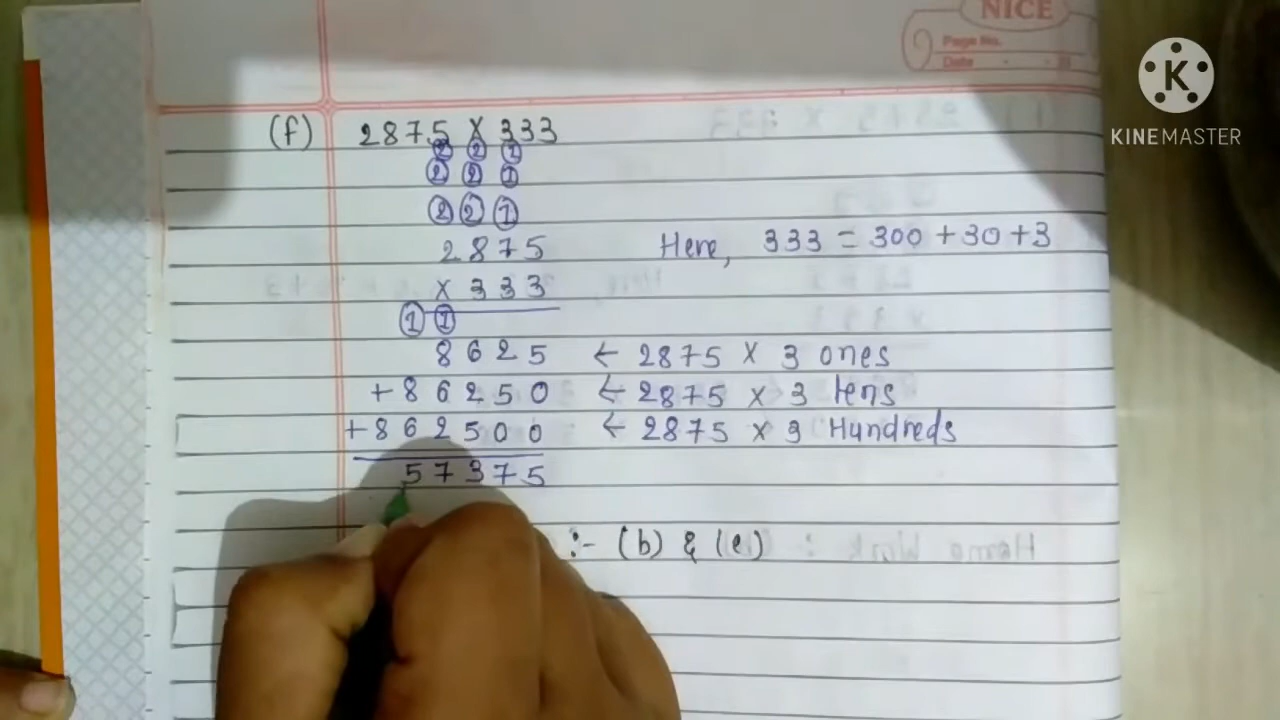 NICE
Page No.
Date
KINEMASTER
(f) 2875 X 333
2 2 1
2 2 1
2 2 1
2875 Here, 333 = 300 + 30 + 3
X 333
1 1
8625 ← 2875 X 3 ones
+86250 ← 2875 X 3 tens
+862500 ← 2875 X 3 Hundreds
57375
:- (b) & (e)